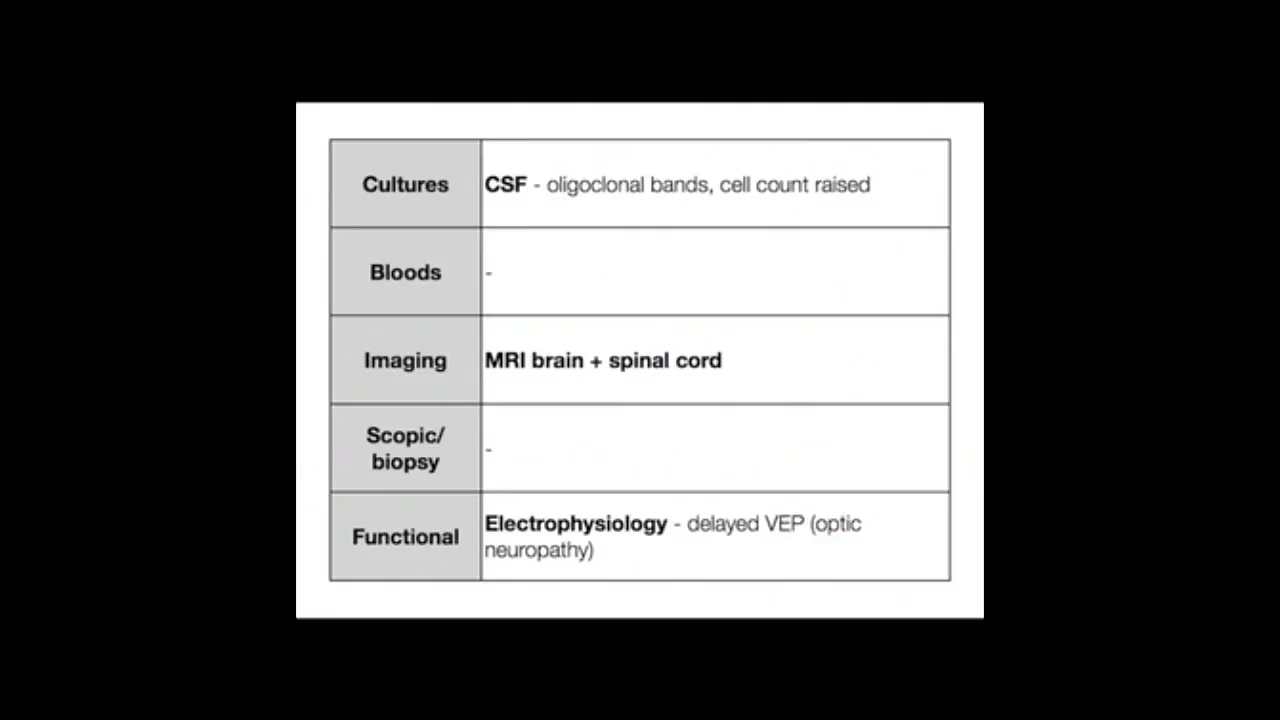 Cultures
CSF - oligoclonal bands, cell count raised
Bloods
-
Imaging
MRI brain + spinal cord
Scopic/
biopsy
-
Functional
Electrophysiology - delayed VEP (optic
neuropathy)